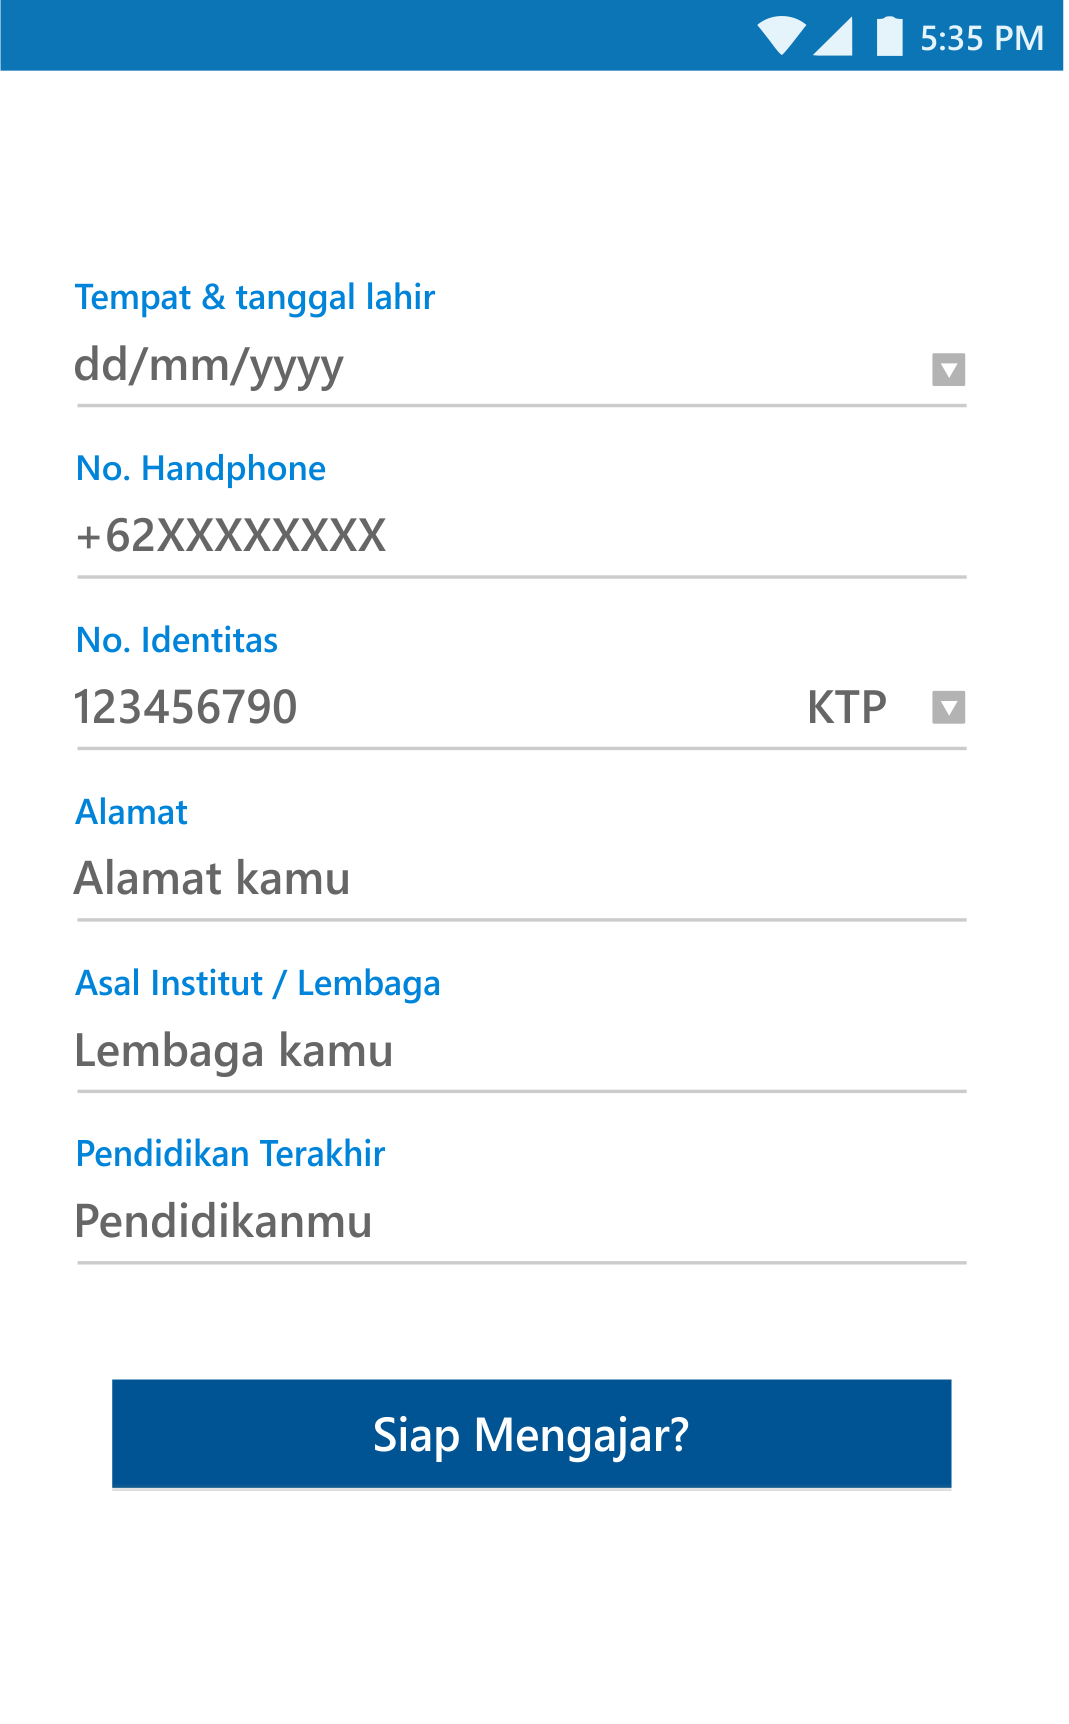 5:35 PM
Tempat & tanggal lahir
dd/mm/yyyy
No. Handphone
+62XXXXXXXX
No. Identitas
123456790 KTP
Alamat
Alamat kamu
Asal Institut / Lembaga
Lembaga kamu
Pendidikan Terakhir
Pendidikanmu
Siap Mengajar?